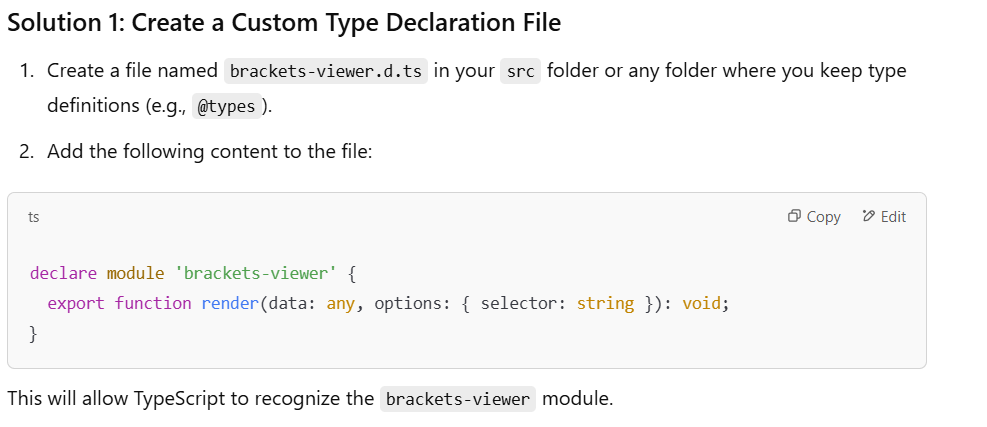 Solution 1: Create a Custom Type Declaration File
1. Create a file named brackets-viewer.d.ts in your src folder or any folder where you keep type
definitions (e.g., @types ).
2. Add the following content to the file:
ts Copy Edit
declare module 'brackets-viewer' {
  export function render(data: any, options: { selector: string }): void;
}
This will allow TypeScript to recognize the brackets-viewer module.